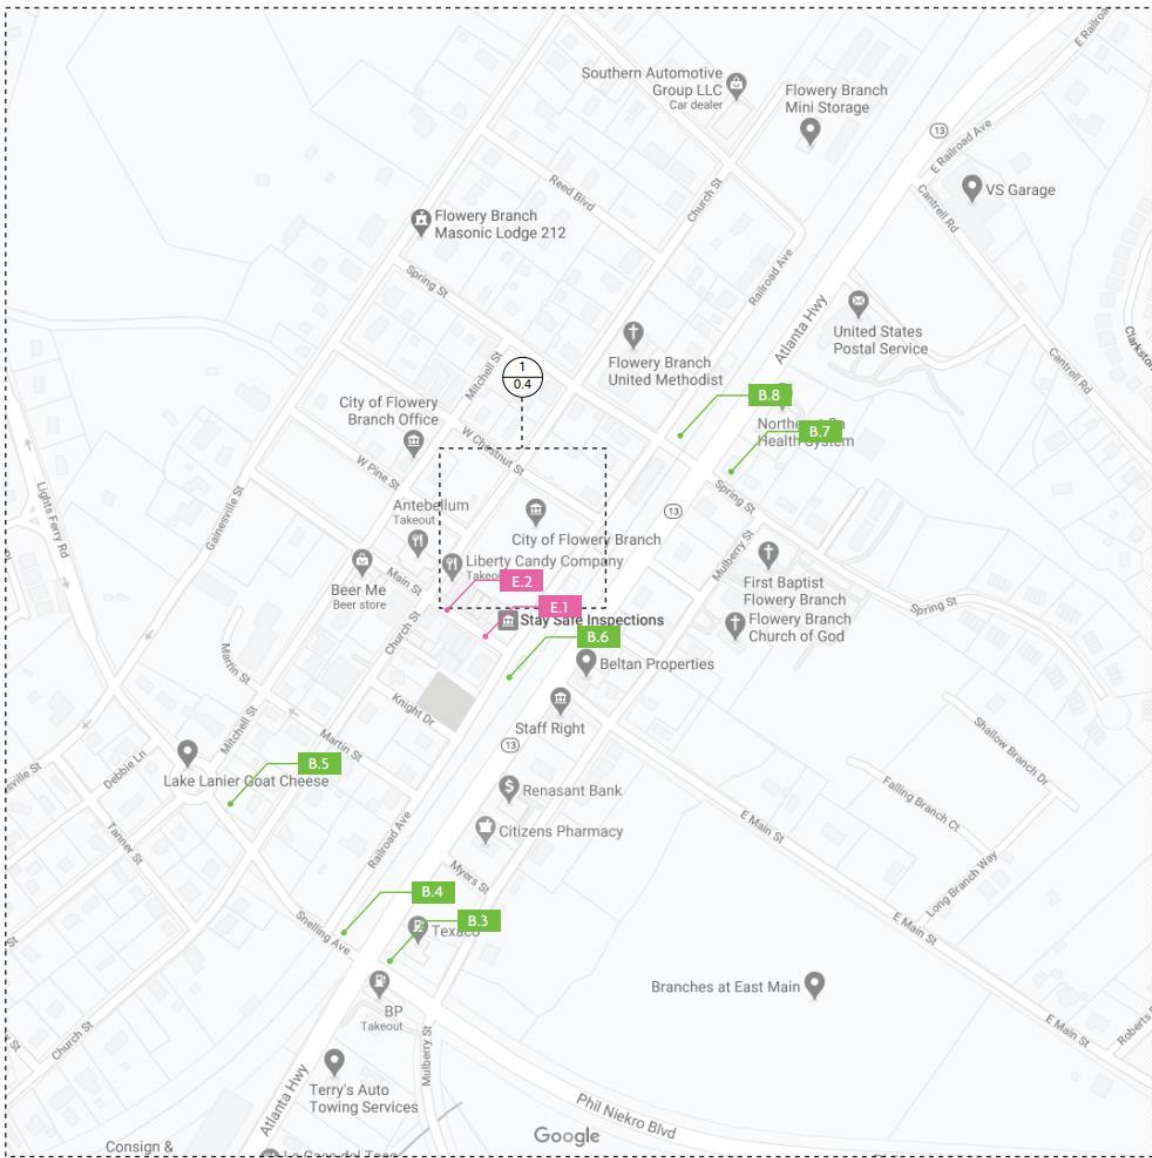 Southern Automotive
Group LLC
Car dealer
Flowery Branch
Mini Storage
13
E Railroad Ave
VS Garage
Cantrell Rd
Church St
Reed Blvd
Flowery Branch
Masonic Lodge 212
Spring St
Railroad Ave
Atlanta Hwy
United States
Postal Service
Cantrell Rd
Flowery Branch
United Methodist
Mitchell St
1
0.4
City of Flowery
Branch Office
B.8
B.7
W Chestnut St
W Pine St
Gainesville St
Lights Ferry Rd
Antebellum
Takeout
13
Spring St
City of Flowery Branch
Liberty Candy Company
Mulberry St
First Baptist
Flowery Branch
Spring St
Beer Me
Beer store
Main St
E.2
E.1
Stay Safe Inspections
B.6
Flowery Branch
Church of God
Church St
Beltan Properties
Martin St
Knight Dr
Staff Right
Mitchell St
Martin St
13
Shallow Branch Dr
Debbie Ln
Lake Lanier Goat Cheese
B.5
Renasant Bank
Falling Branch Ct
Tanner St
Citizens Pharmacy
Railroad Ave
E Main St
Myers St
Long Branch Way
B.4
B.3
Texaco
Snelling Ave
E Main St
BP
Takeout
Branches at East Main
Church St
E Main St
Terry's Auto
Towing Services
Mulberry St
Atlanta Hwy
Phil Niekro Blvd
Google
Consign &